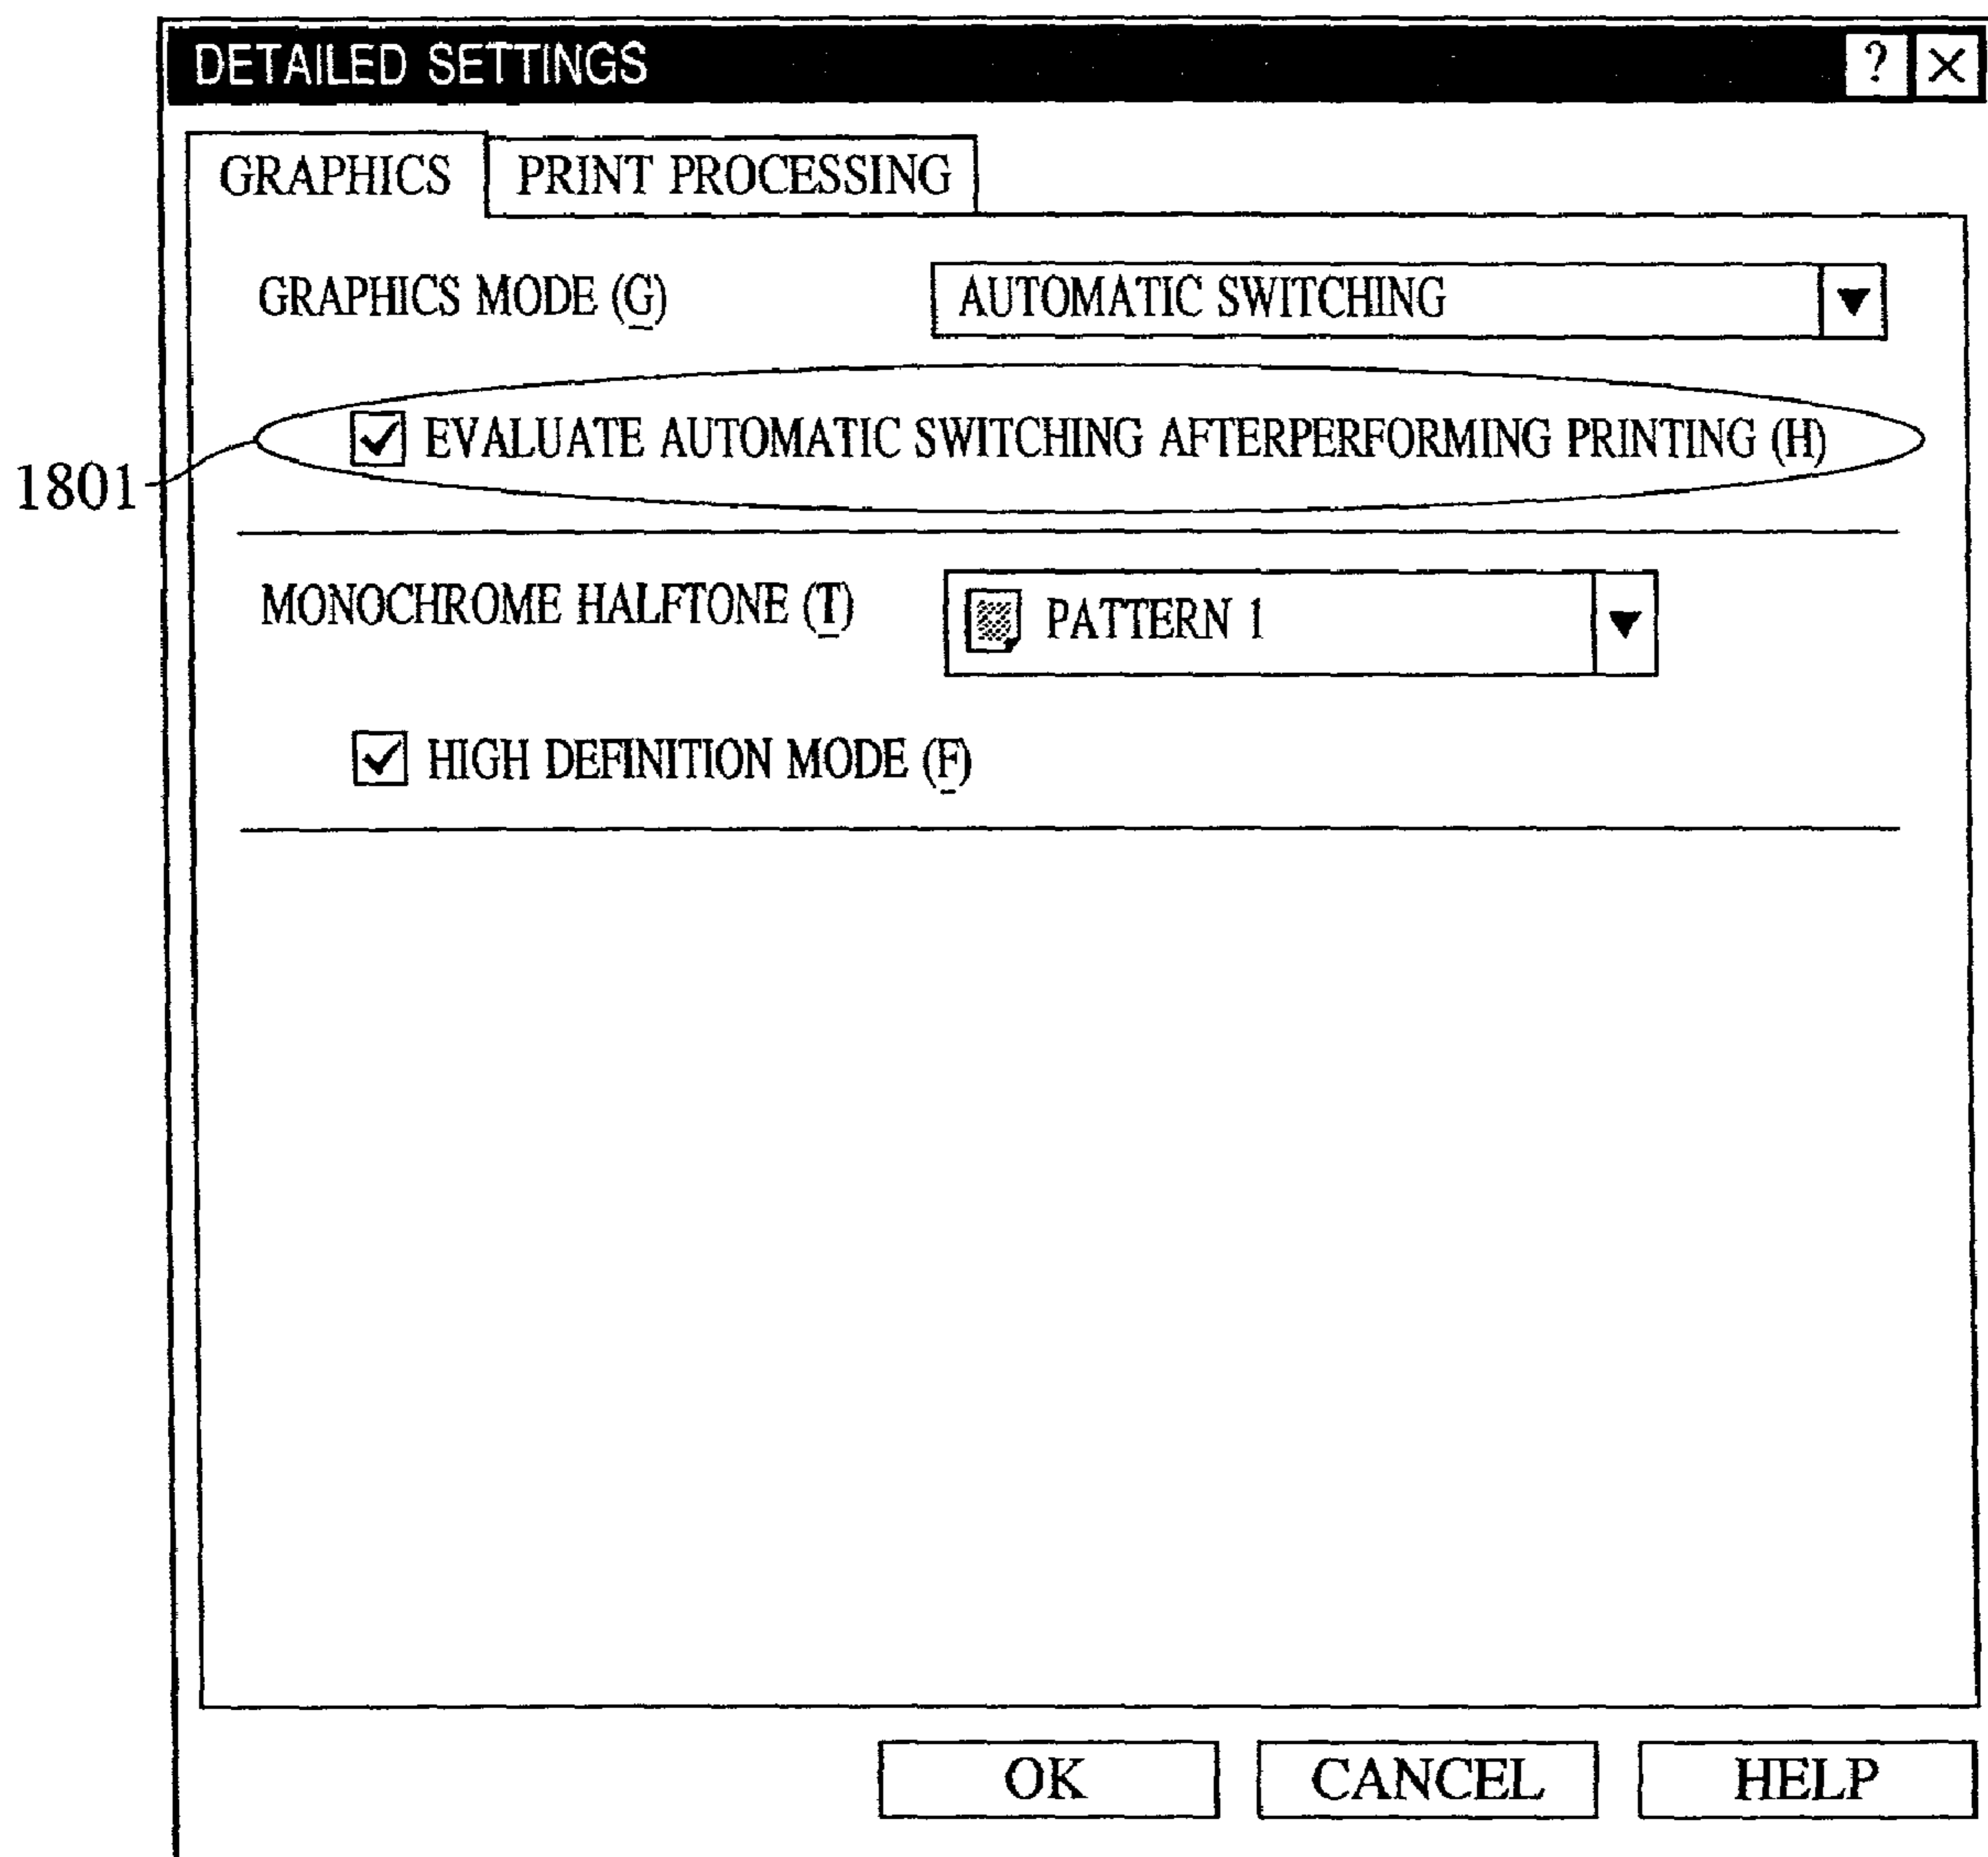 DETAILED SETTINGS ? X
GRAPHICS PRINT PROCESSING
GRAPHICS MODE (G) AUTOMATIC SWITCHING
EVALUATE AUTOMATIC SWITCHING AFTERPERFORMING PRINTING (H)
1801
MONOCHROME HALFTONE (T) PATTERN 1
HIGH DEFINITION MODE (F)
OK CANCEL HELP